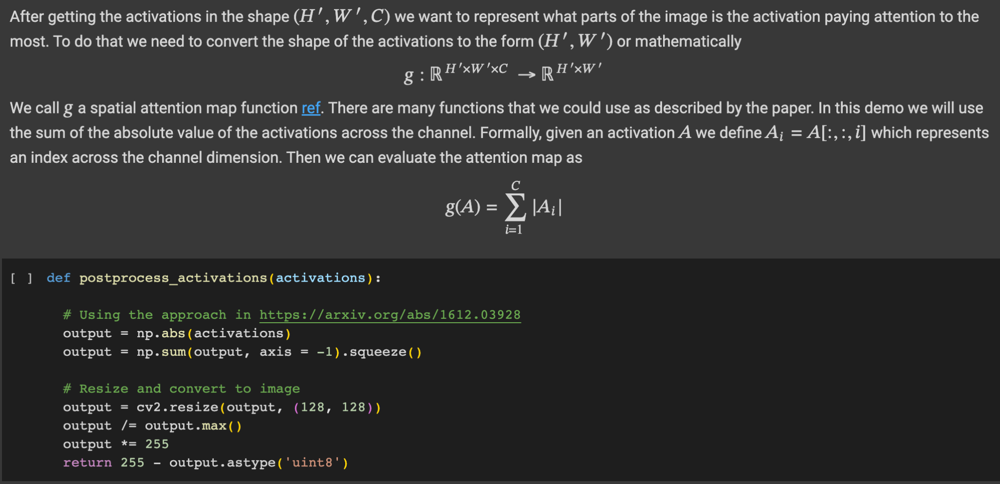 After getting the activations in the shape (H′, W′, C) we want to represent what parts of the image is the activation paying attention to the
most. To do that we need to convert the shape of the activations to the form (H′, W′) or mathematically
g : ℝ^{H′×W′×C} → ℝ^{H′×W′}
We call g a spatial attention map function ref. There are many functions that we could use as described by the paper. In this demo we will use
the sum of the absolute value of the activations across the channel. Formally, given an activation A we define A_i = A[:, :, i] which represents
an index across the channel dimension. Then we can evaluate the attention map as
g(A) = ∑_{i=1}^{C} |A_i|
[ ] def postprocess_activations(activations):
# Using the approach in https://arxiv.org/abs/1612.03928
output = np.abs(activations)
output = np.sum(output, axis = -1).squeeze()
# Resize and convert to image
output = cv2.resize(output, (128, 128))
output /= output.max()
output *= 255
return 255 - output.astype('uint8')